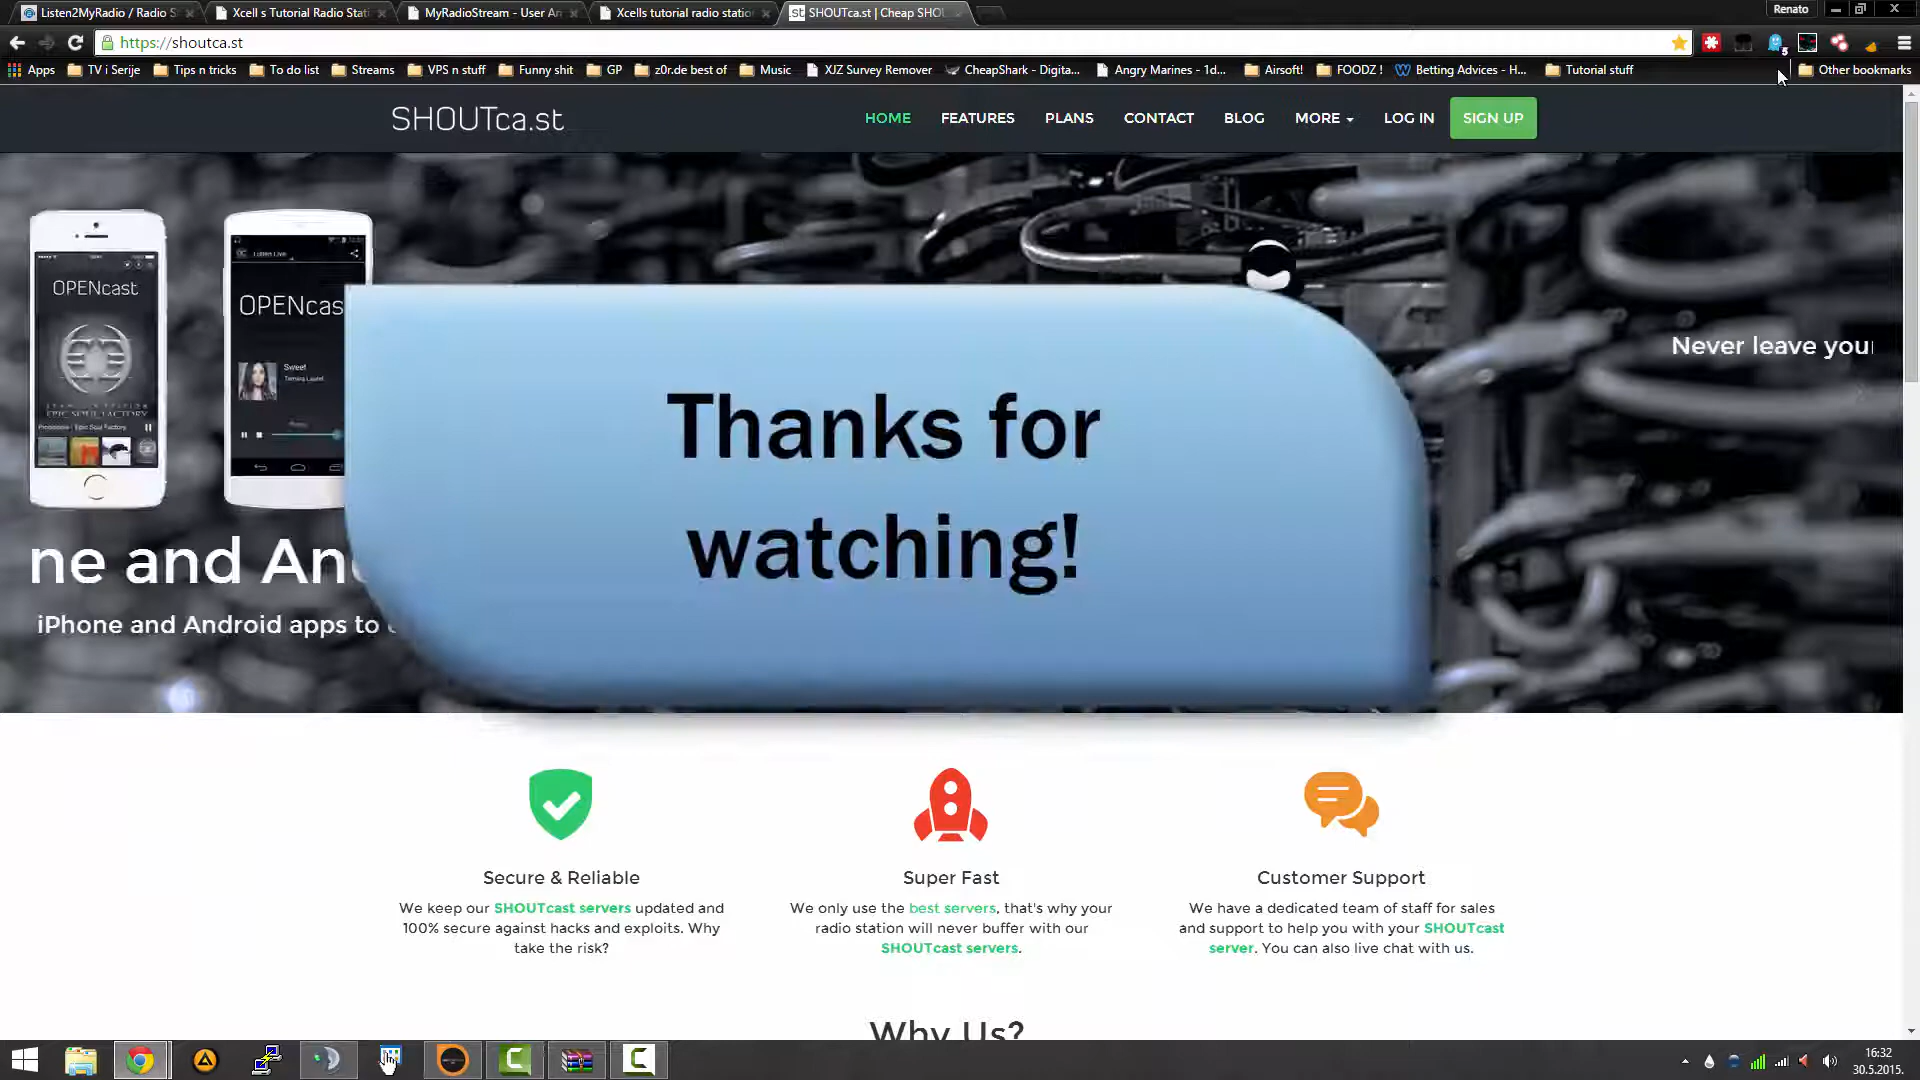 Listen2MyRadio / Radio S
Xcell s Tutorial Radio Stati
MyRadioStream - User An
Xcells tutorial radio station
.st SHOUTca.st | Cheap SHOU
Renato
https://shoutca.st
Apps TV i Serije Tips n tricks To do list Streams VPS n stuff Funny shit GP z0r.de best of Music XJZ Survey Remover CheapShark - Digita... Angry Marines - 1d... Airsoft! FOODZ ! Betting Advices - H... Tutorial stuff Other bookmarks
SHOUTca.st
HOME FEATURES PLANS CONTACT BLOG MORE LOG IN SIGN UP
OPENcast
OPENcas
Sweet
EPIC SOUL FACTORY
Never leave your
Thanks for
watching!
ne and And
iPhone and Android apps to
Secure & Reliable
We keep our SHOUTcast servers updated and
100% secure against hacks and exploits. Why
take the risk?
Super Fast
We only use the best servers, that's why your
radio station will never buffer with our
SHOUTcast servers.
Customer Support
We have a dedicated team of staff for sales
and support to help you with your SHOUTcast
server. You can also live chat with us.
Why Us?
16:32
30.5.2015.